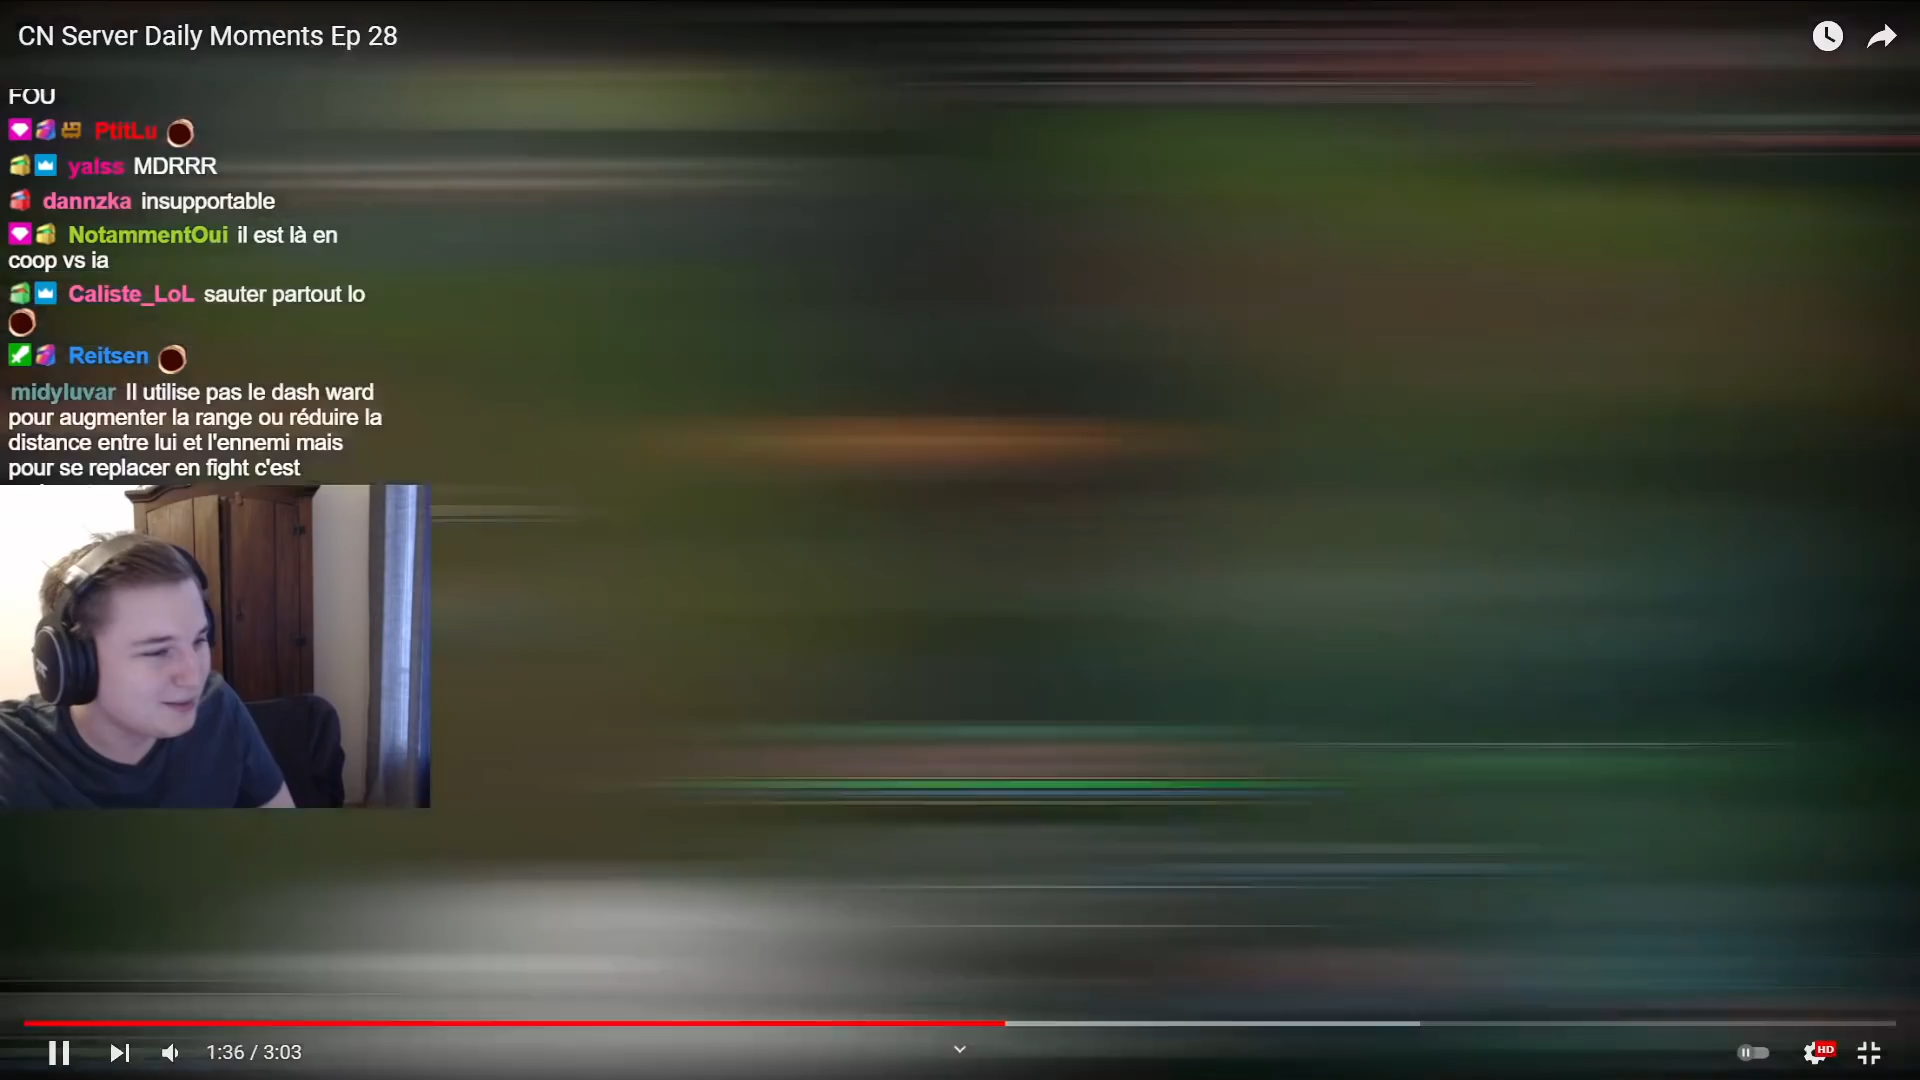 CN Server Daily Moments Ep 28
FOU
PtitLu
yalss MDRRR
dannzka insupportable
NotammentOui il est là en
coop vs ia
Caliste_LoL sauter partout lo
Reitsen
midyluvar Il utilise pas le dash ward
pour augmenter la range ou réduire la
distance entre lui et l'ennemi mais
pour se replacer en fight c'est
1:36 / 3:03
HD